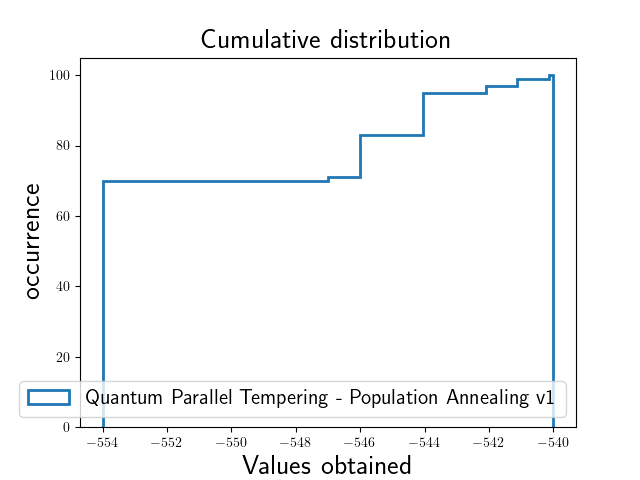 Cumulative distribution
100
80
60
40
20
0
occurrence
Quantum Parallel Tempering - Population Annealing v1
−554 −552 −550 −548 −546 −544 −542 −540
Values obtained